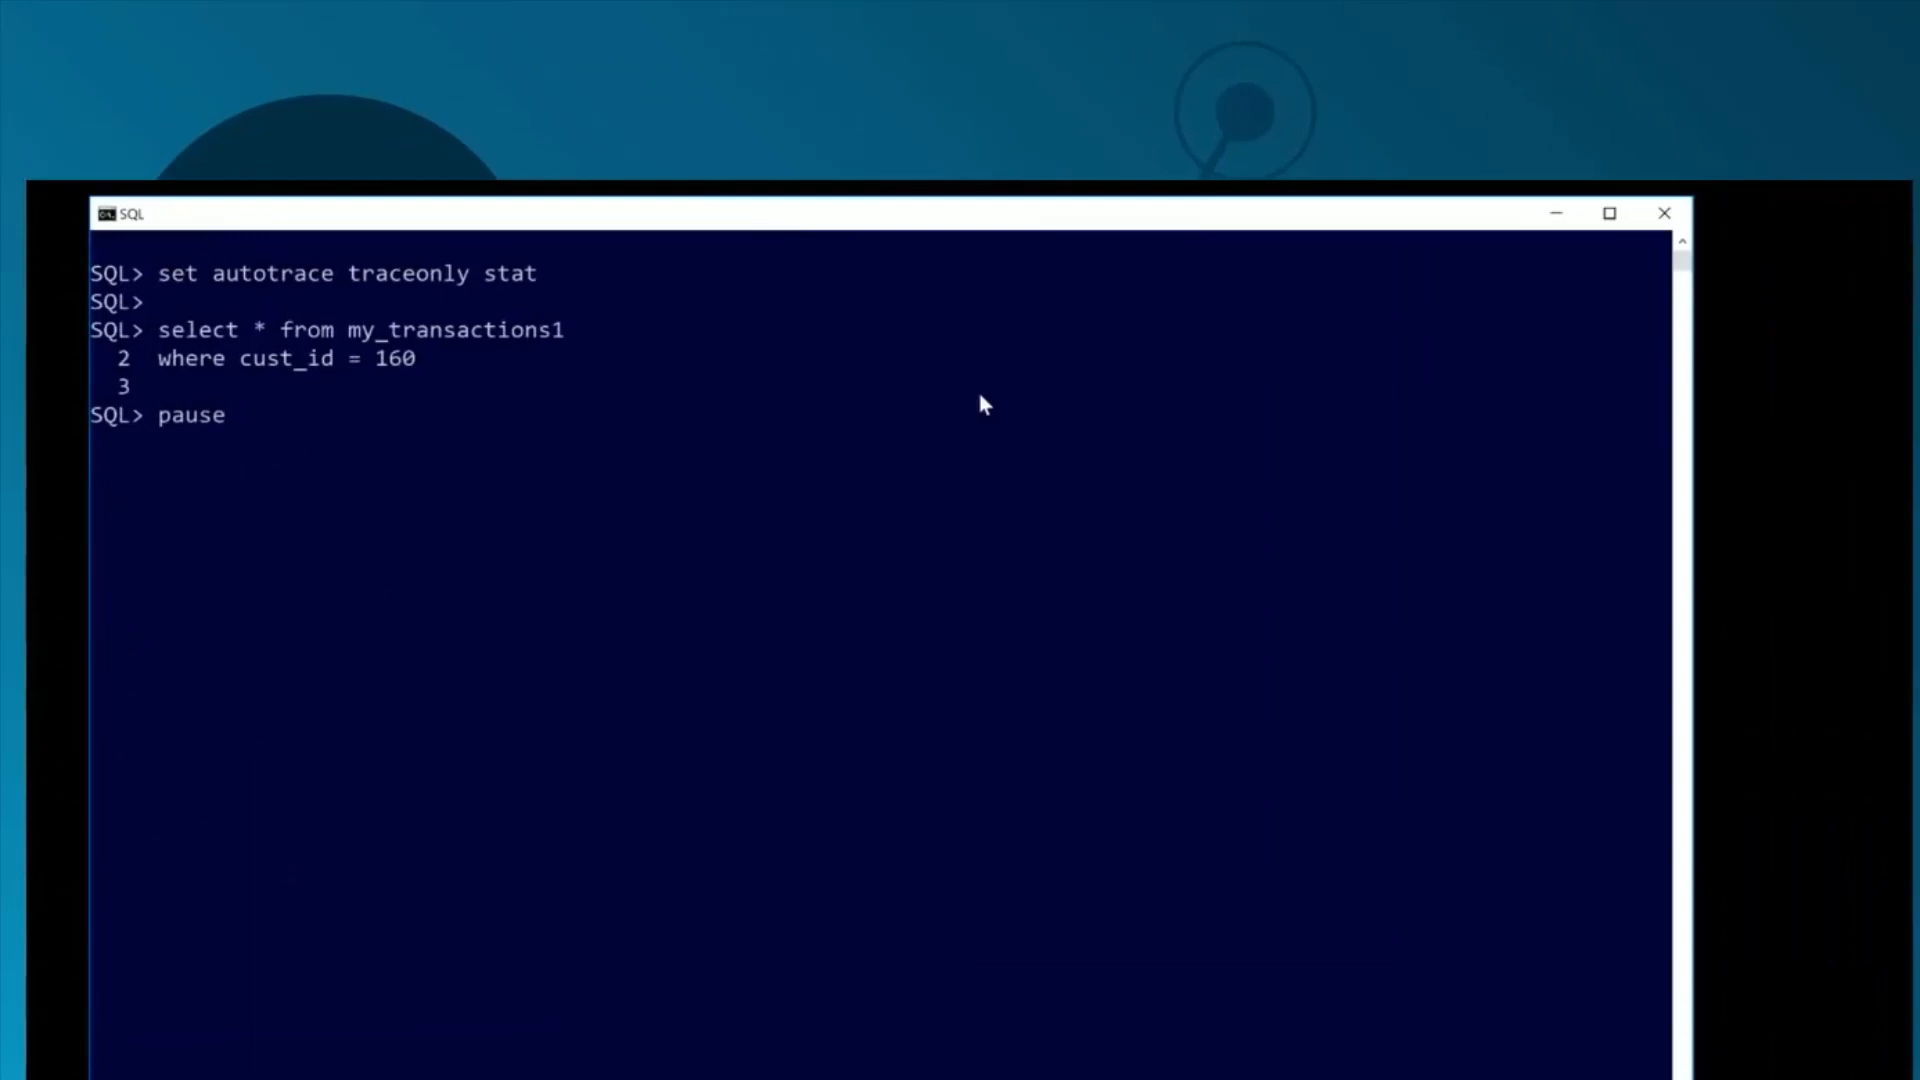 SQL
SQL> set autotrace traceonly stat
SQL>
SQL> select * from my_transactions1
2 where cust_id = 160
3
SQL> pause